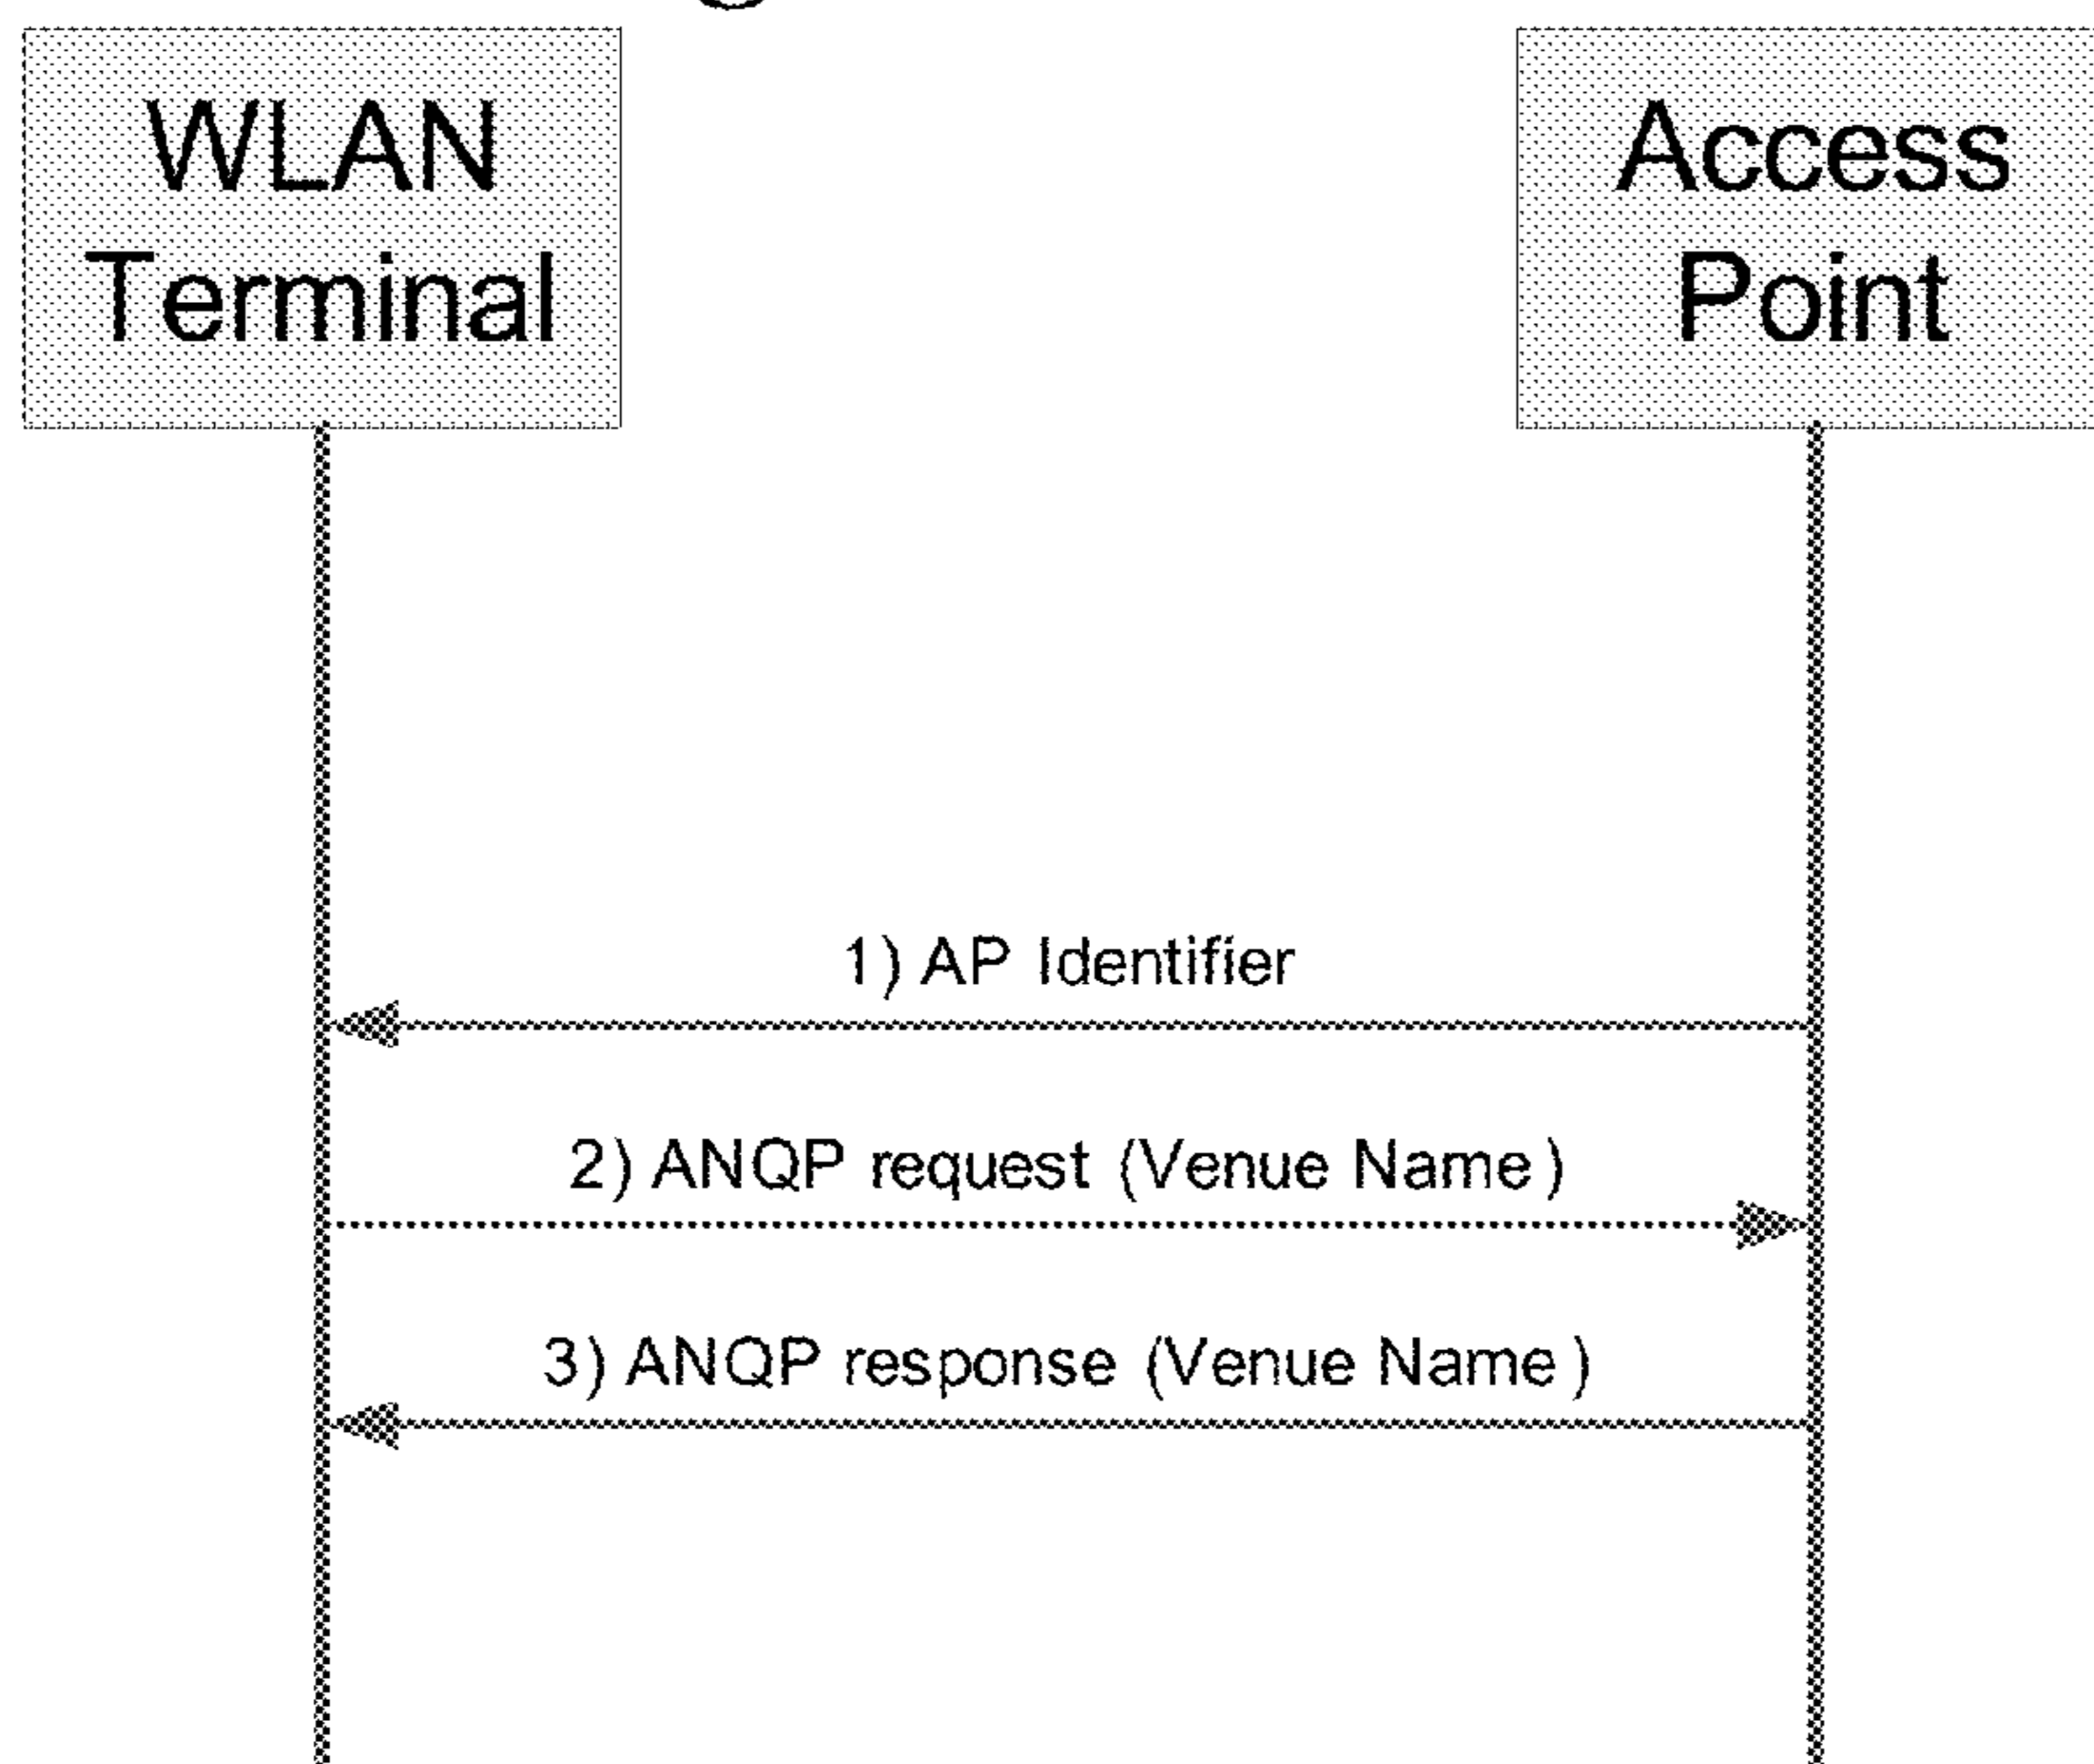 WLAN
Terminal
Access
Point
1) AP Identifier
2) ANQP request (Venue Name)
3) ANQP response (Venue Name)